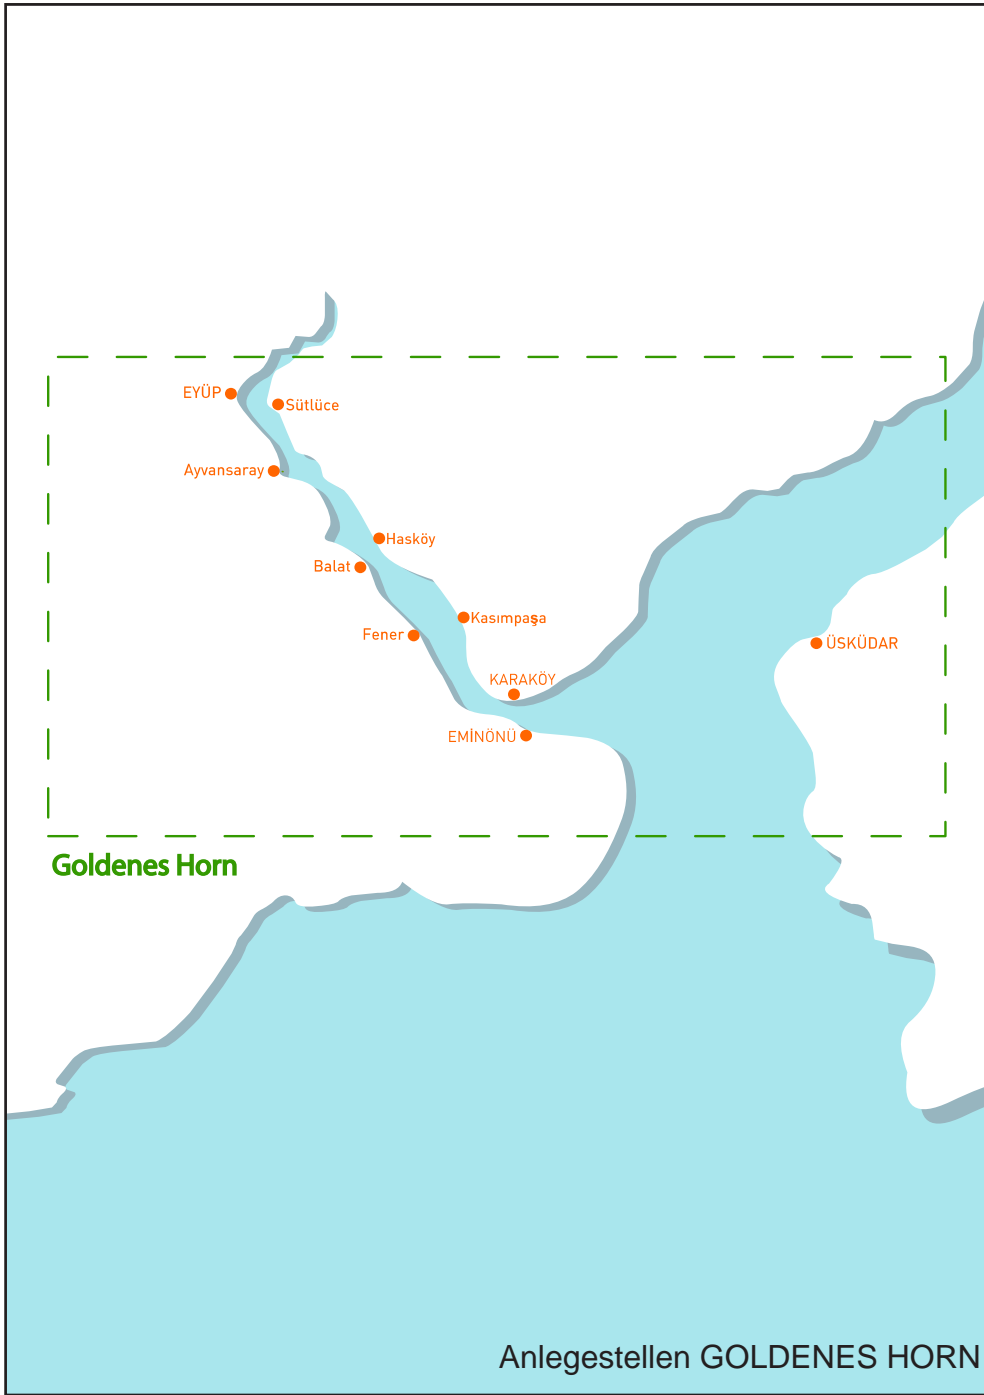 EYÜP
Sütlüce
Ayvansaray
Hasköy
Balat
Kasımpaşa
Fener
ÜSKÜDAR
KARAKÖY
EMİNÖNÜ
Goldenes Horn
Anlegestellen GOLDENES HORN